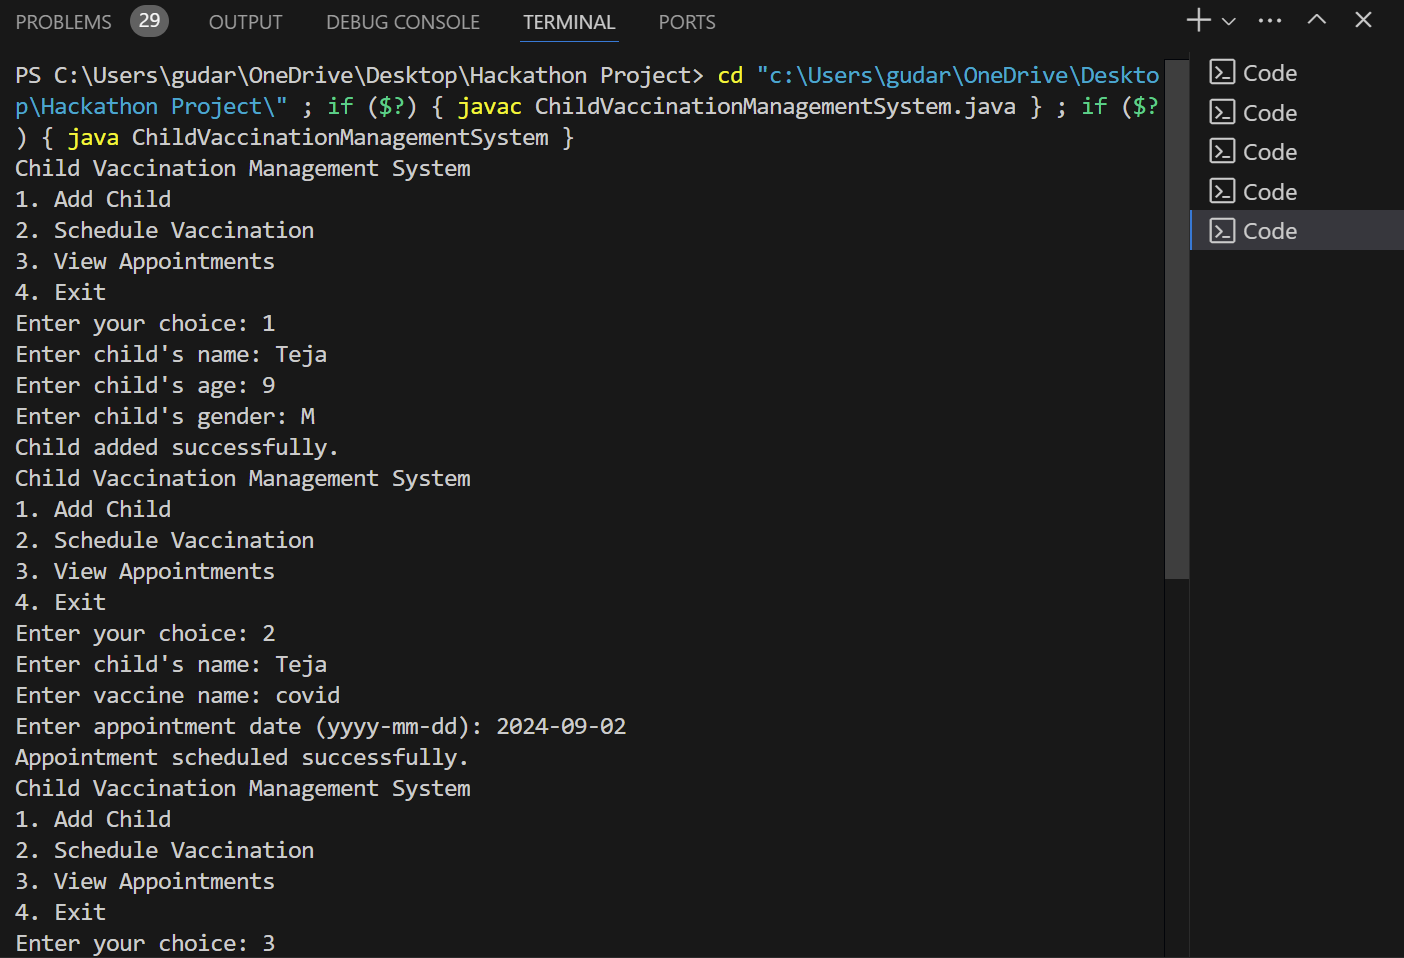 PROBLEMS 29 OUTPUT DEBUG CONSOLE TERMINAL PORTS
PS C:\Users\gudar\OneDrive\Desktop\Hackathon Project> cd "c:\Users\gudar\OneDrive\Deskto
p\Hackathon Project\" ; if ($?) { javac ChildVaccinationManagementSystem.java } ; if ($?
) { java ChildVaccinationManagementSystem }
Child Vaccination Management System
1. Add Child
2. Schedule Vaccination
3. View Appointments
4. Exit
Enter your choice: 1
Enter child's name: Teja
Enter child's age: 9
Enter child's gender: M
Child added successfully.
Child Vaccination Management System
1. Add Child
2. Schedule Vaccination
3. View Appointments
4. Exit
Enter your choice: 2
Enter child's name: Teja
Enter vaccine name: covid
Enter appointment date (yyyy-mm-dd): 2024-09-02
Appointment scheduled successfully.
Child Vaccination Management System
1. Add Child
2. Schedule Vaccination
3. View Appointments
4. Exit
Enter your choice: 3
Code
Code
Code
Code
Code